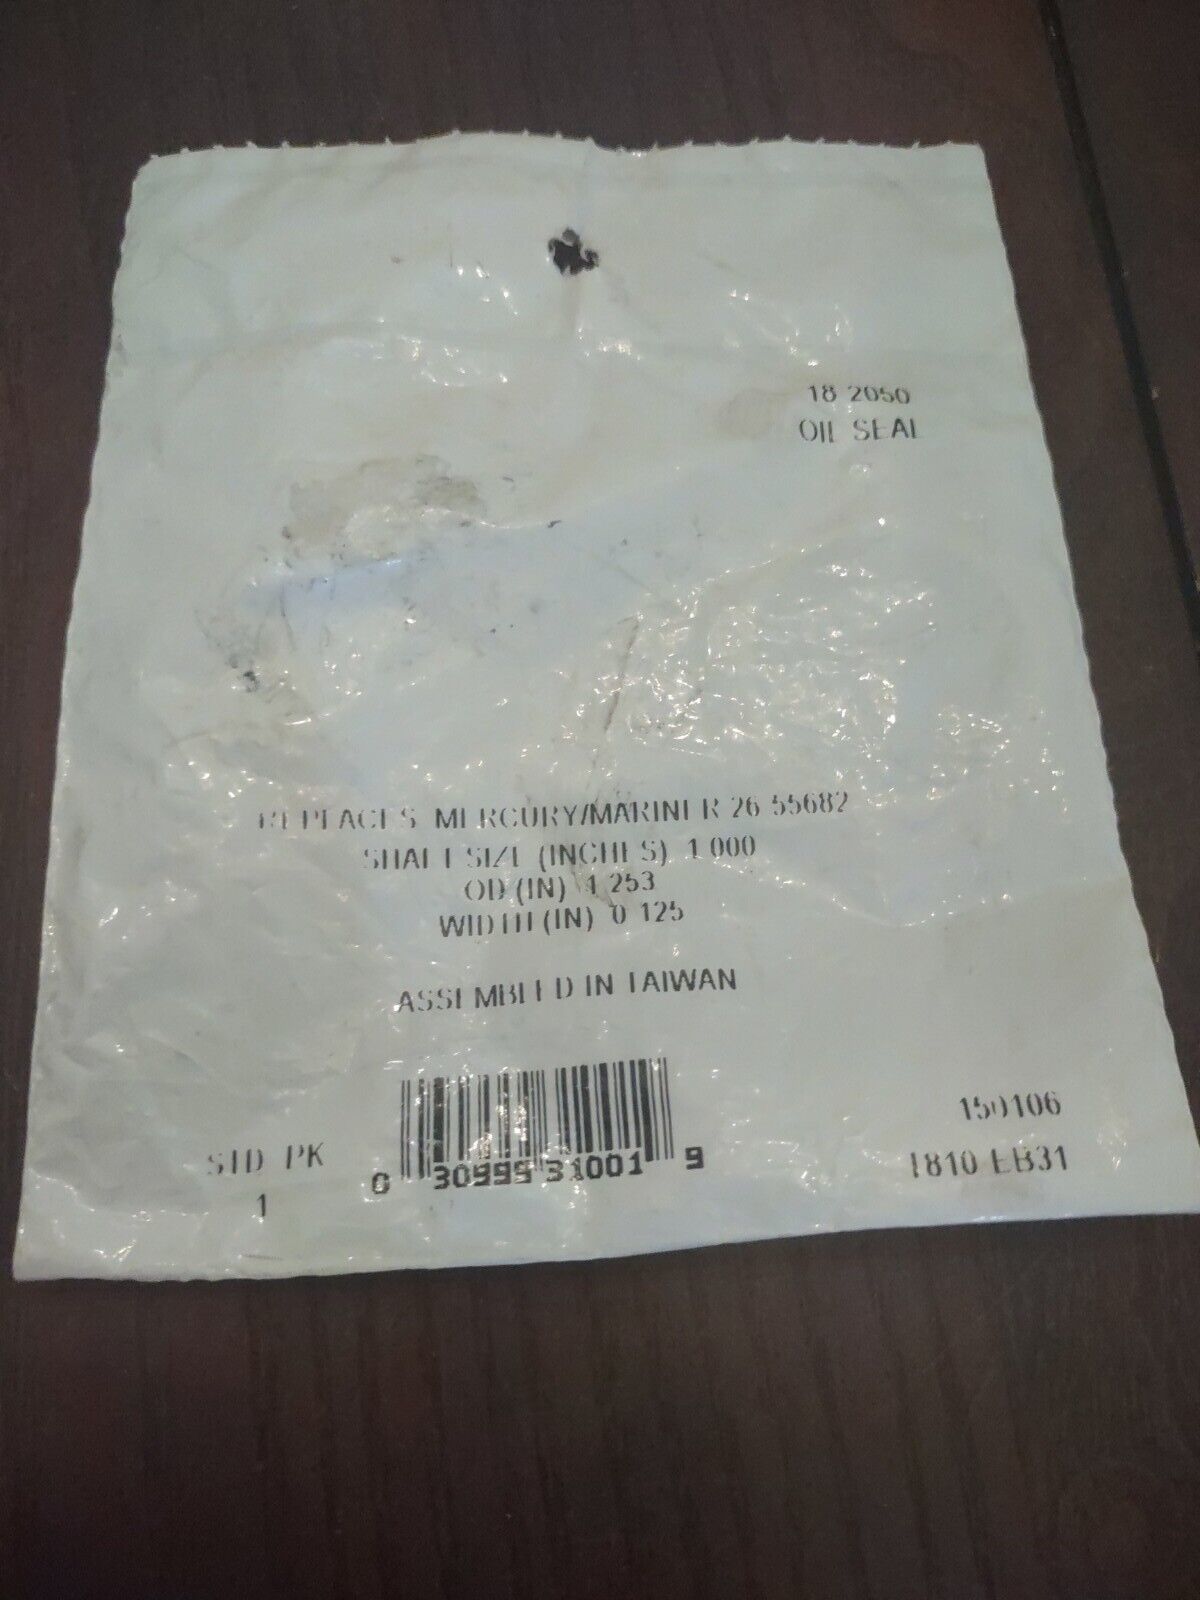 18 2050
OIL SEAL
REPLACES MERCURY/MARINER 26 55682
SHAFT SIZE (INCHES) 1 000
OD (IN) 1 253
WIDTH (IN) 0 125
ASSEMBLED IN TAIWAN
STD PK
1
0 30999 31001 9
150106
1810 EB31